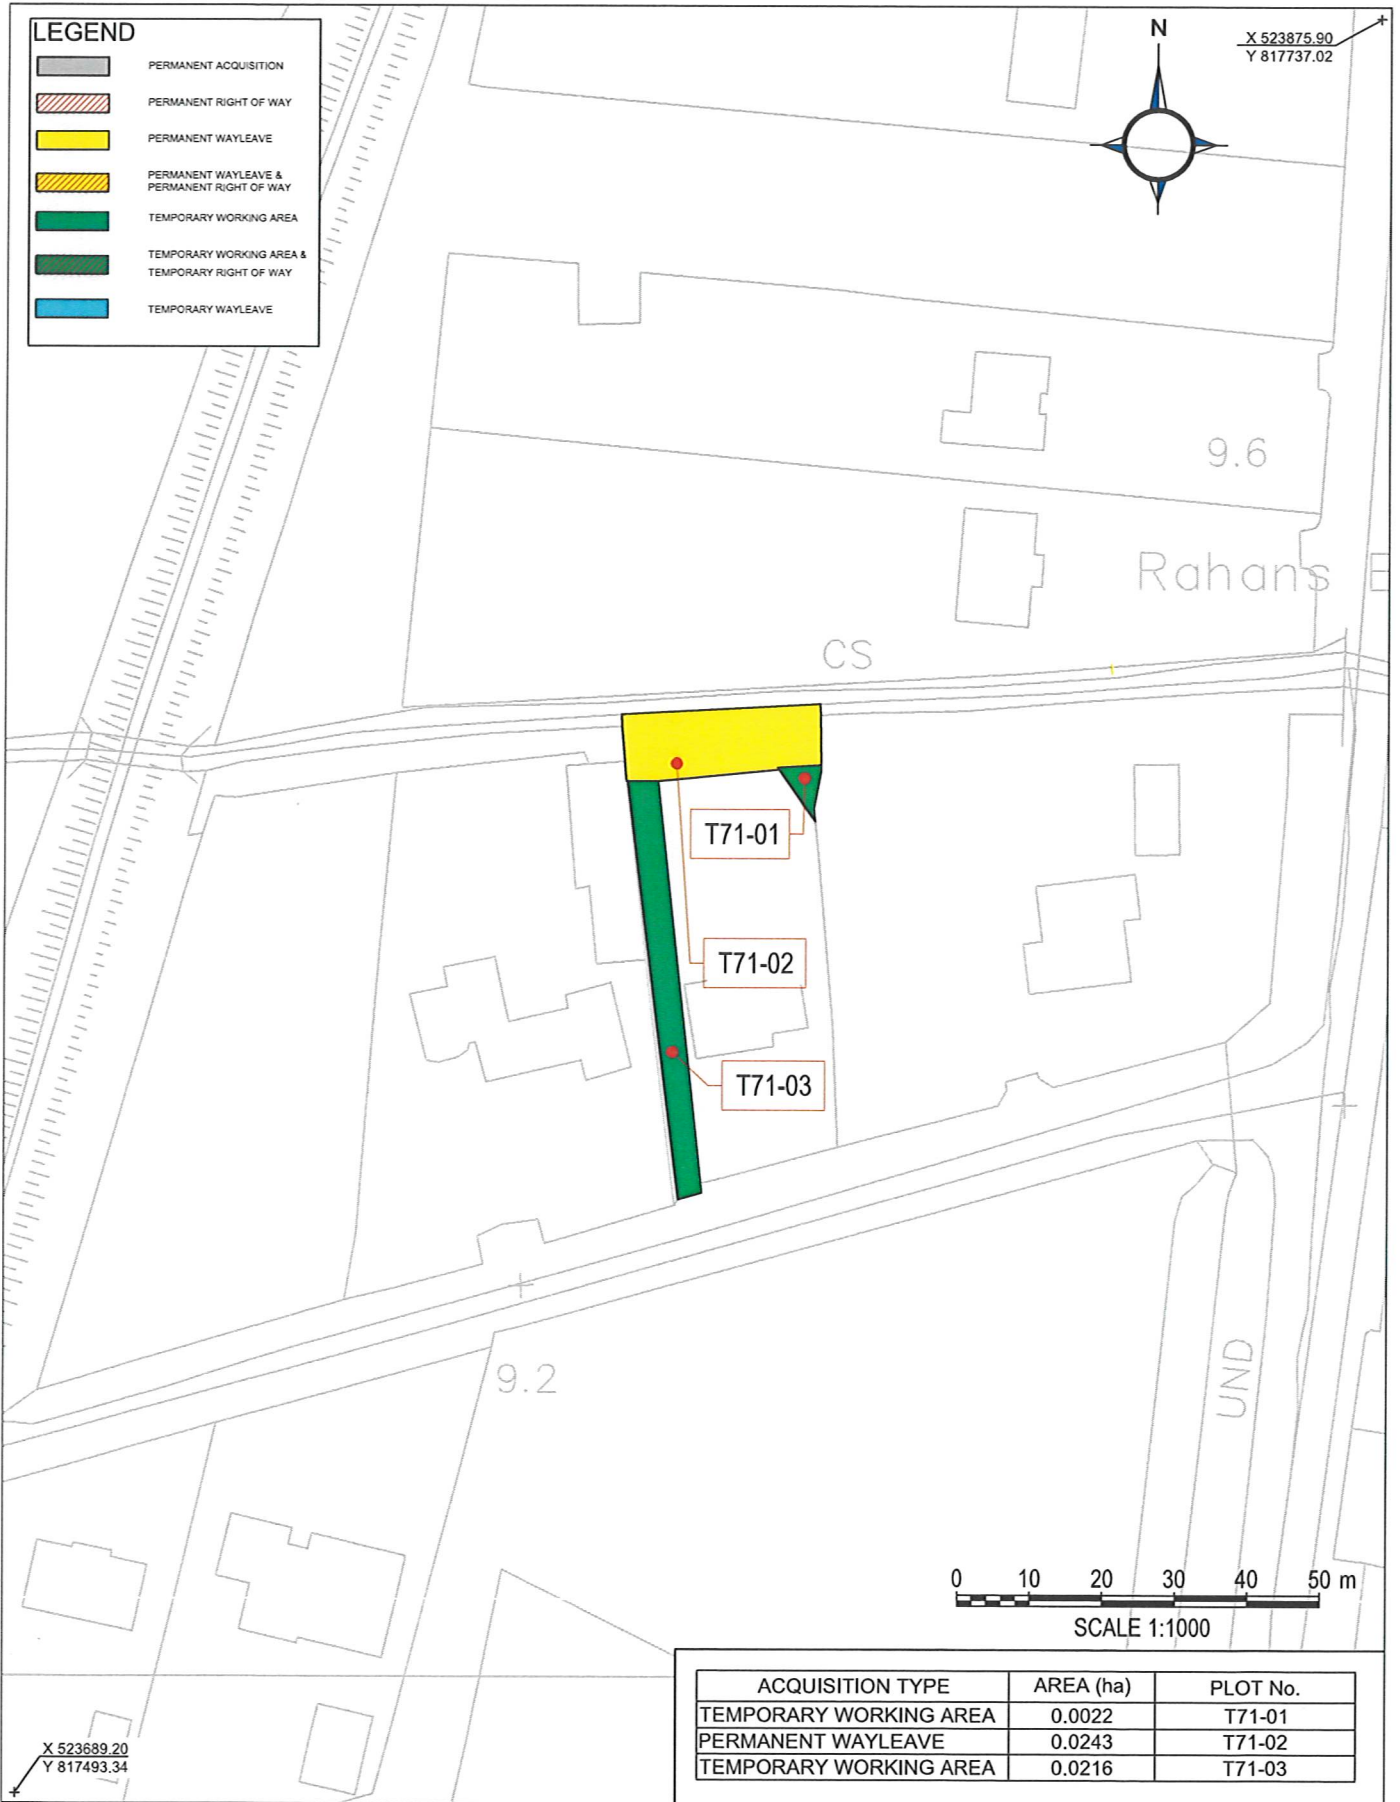 LEGEND
PERMANENT ACQUISITION
PERMANENT RIGHT OF WAY
PERMANENT WAYLEAVE
PERMANENT WAYLEAVE &
PERMANENT RIGHT OF WAY
TEMPORARY WORKING AREA
TEMPORARY WORKING AREA &
TEMPORARY RIGHT OF WAY
TEMPORARY WAYLEAVE
N
X 523875.90
Y 817737.02
9.6
Rahans
CS
T71-01
T71-02
T71-03
9.2
UND
0 10 20 30 40 50 m
SCALE 1:1000
ACQUISITION TYPE AREA (ha) PLOT No.
TEMPORARY WORKING AREA 0.0022 T71-01
PERMANENT WAYLEAVE 0.0243 T71-02
TEMPORARY WORKING AREA 0.0216 T71-03
X 523689.20
Y 817493.34